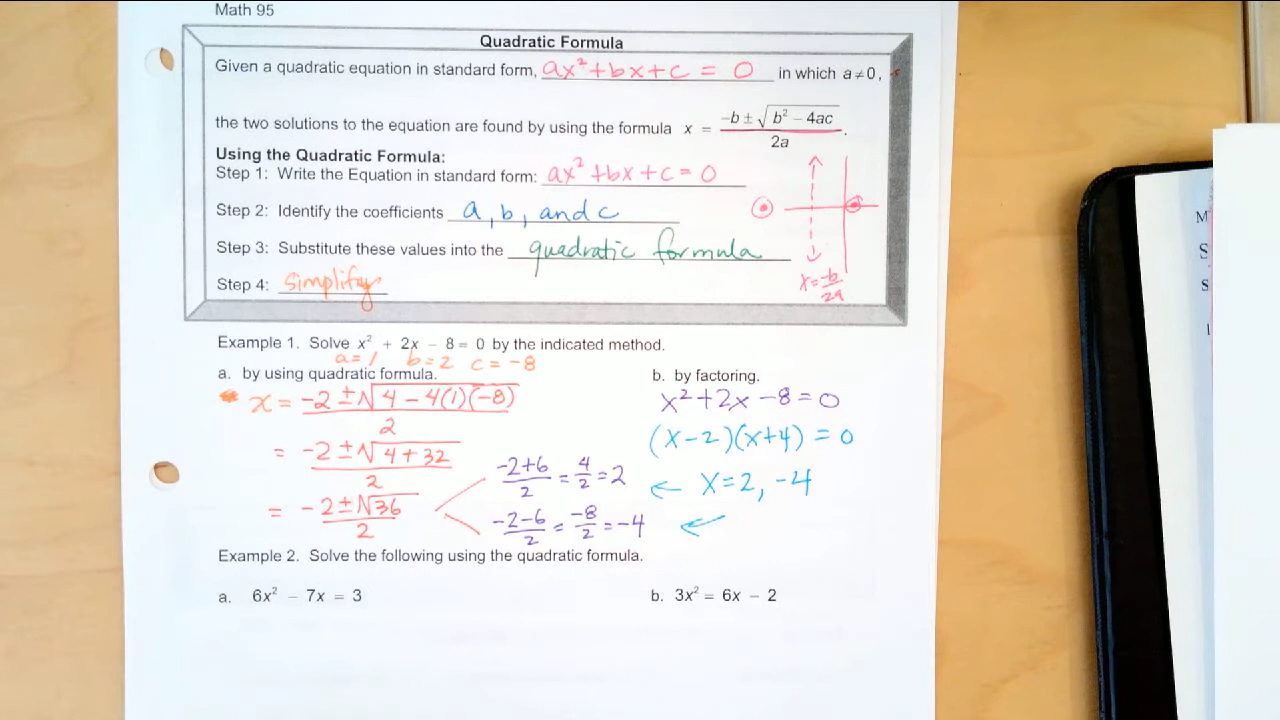 Math 95
Quadratic Formula
Given a quadratic equation in standard form, ax² + bx + c = 0 in which a ≠ 0,
the two solutions to the equation are found by using the formula x = (-b ± √(b² - 4ac))/(2a).
Using the Quadratic Formula:
Step 1: Write the Equation in standard form: ax² + bx + c = 0
Step 2: Identify the coefficients a, b, and c
Step 3: Substitute these values into the quadratic formula
Step 4: Simplify
x = -b/2a
Example 1. Solve x² + 2x - 8 = 0 by the indicated method.
a=1 b=2 c=-8
a. by using quadratic formula.
* x = (-2 ± √(4 - 4(1)(-8)))/2
= (-2 ± √(4 + 32))/2
= (-2 ± √36)/2
(-2+6)/2 = 4/2 = 2
(-2-6)/2 = -8/2 = -4
b. by factoring.
x² + 2x - 8 = 0
(x-2)(x+4) = 0
← x = 2, -4
←
Example 2. Solve the following using the quadratic formula.
a. 6x² - 7x = 3
b. 3x² = 6x - 2
M
S
s